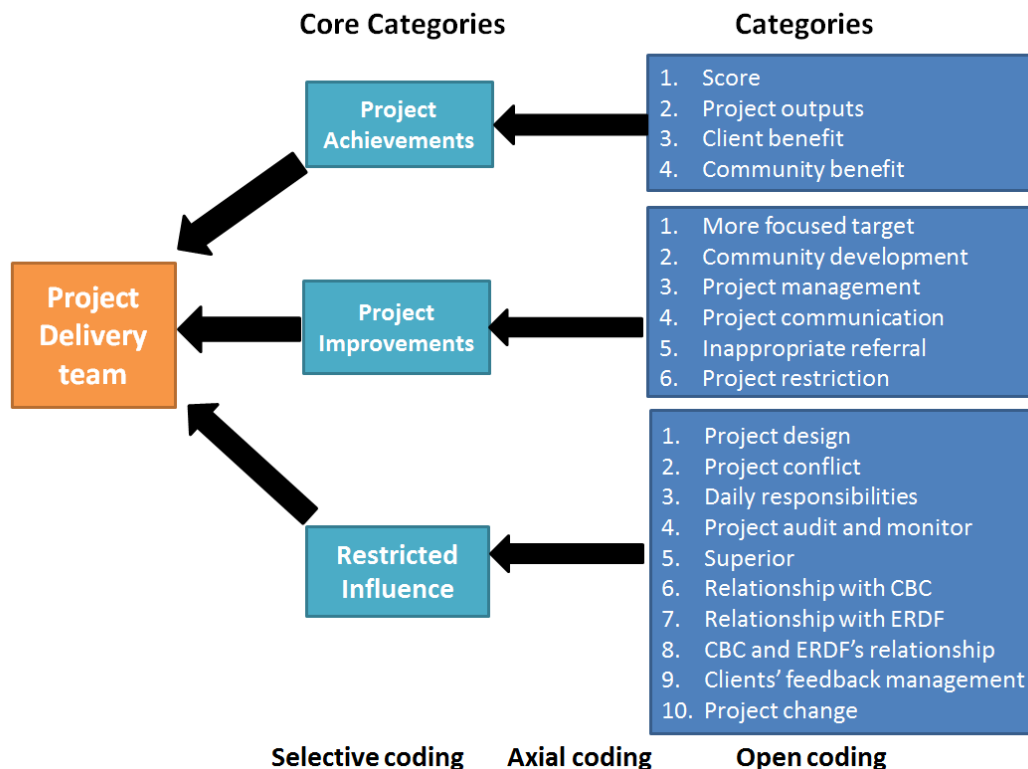 Core Categories
Categories
Project
Achievements
1. Score
2. Project outputs
3. Client benefit
4. Community benefit
Project
Delivery
team
Project
Improvements
1. More focused target
2. Community development
3. Project management
4. Project communication
5. Inappropriate referral
6. Project restriction
Restricted
Influence
1. Project design
2. Project conflict
3. Daily responsibilities
4. Project audit and monitor
5. Superior
6. Relationship with CBC
7. Relationship with ERDF
8. CBC and ERDF’s relationship
9. Clients’ feedback management
10. Project change
Selective coding
Axial coding
Open coding